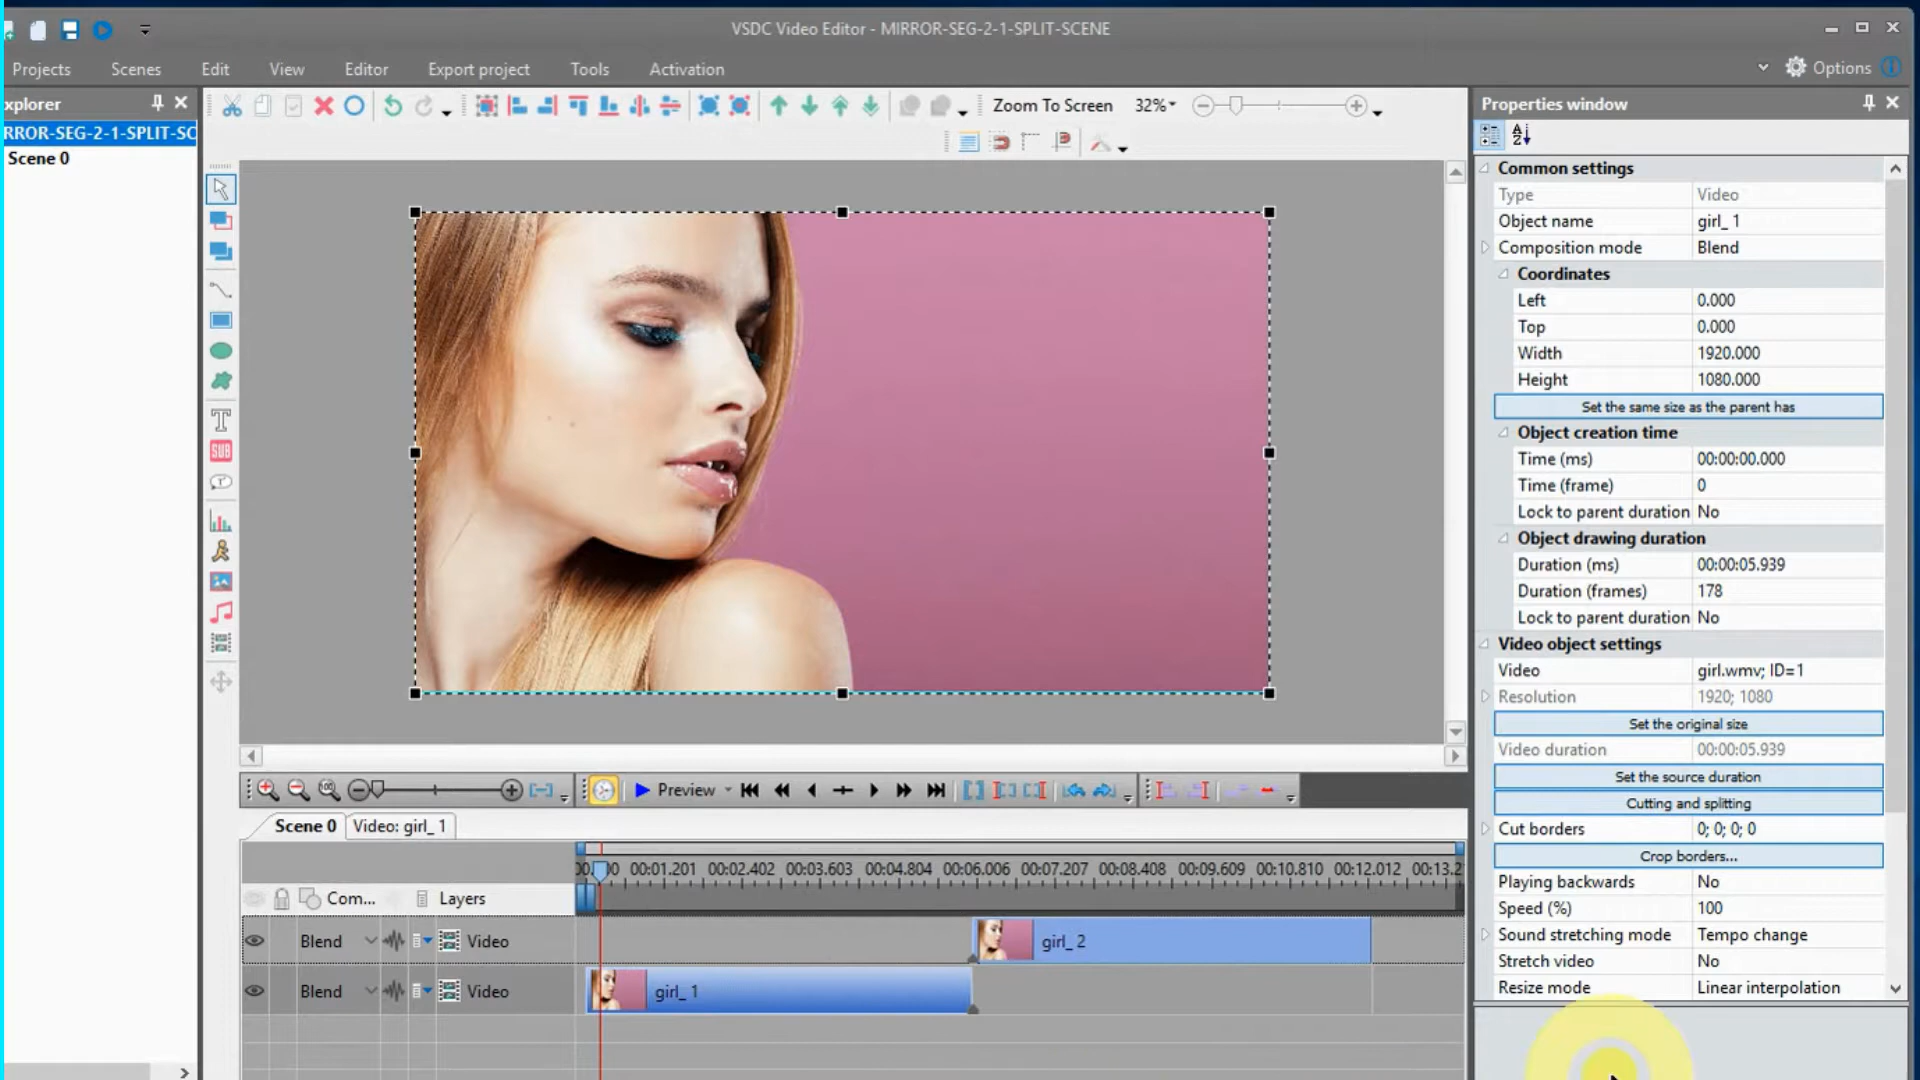 VSDC Video Editor - MIRROR-SEG-2-1-SPLIT-SCENE
Projects Scenes Edit View Editor Export project Tools Activation Options
xplorer
RROR-SEG-2-1-SPLIT-SC
Scene 0
Zoom To Screen 32%
T
SUB
T
Properties window
Common settings
Type Video
Object name girl_ 1
Composition mode Blend
Coordinates
Left 0.000
Top 0.000
Width 1920.000
Height 1080.000
Set the same size as the parent has
Object creation time
Time (ms) 00:00:00.000
Time (frame) 0
Lock to parent duration No
Object drawing duration
Duration (ms) 00:00:05.939
Duration (frames) 178
Lock to parent duration No
Video object settings
Video girl.wmv; ID=1
Resolution 1920; 1080
Set the original size
Video duration 00:00:05.939
Set the source duration
Cutting and splitting
Cut borders 0; 0; 0; 0
Crop borders...
Playing backwards No
Speed (%) 100
Sound stretching mode Tempo change
Stretch video No
Resize mode Linear interpolation
Preview
Scene 0 Video: girl_ 1
00:01.201 00:02.402 00:03.603 00:04.804 00:06.006 00:07.207 00:08.408 00:09.609 00:10.810 00:12.012 00:13.2
Com... Layers
Blend Video girl_ 2
Blend Video girl_ 1